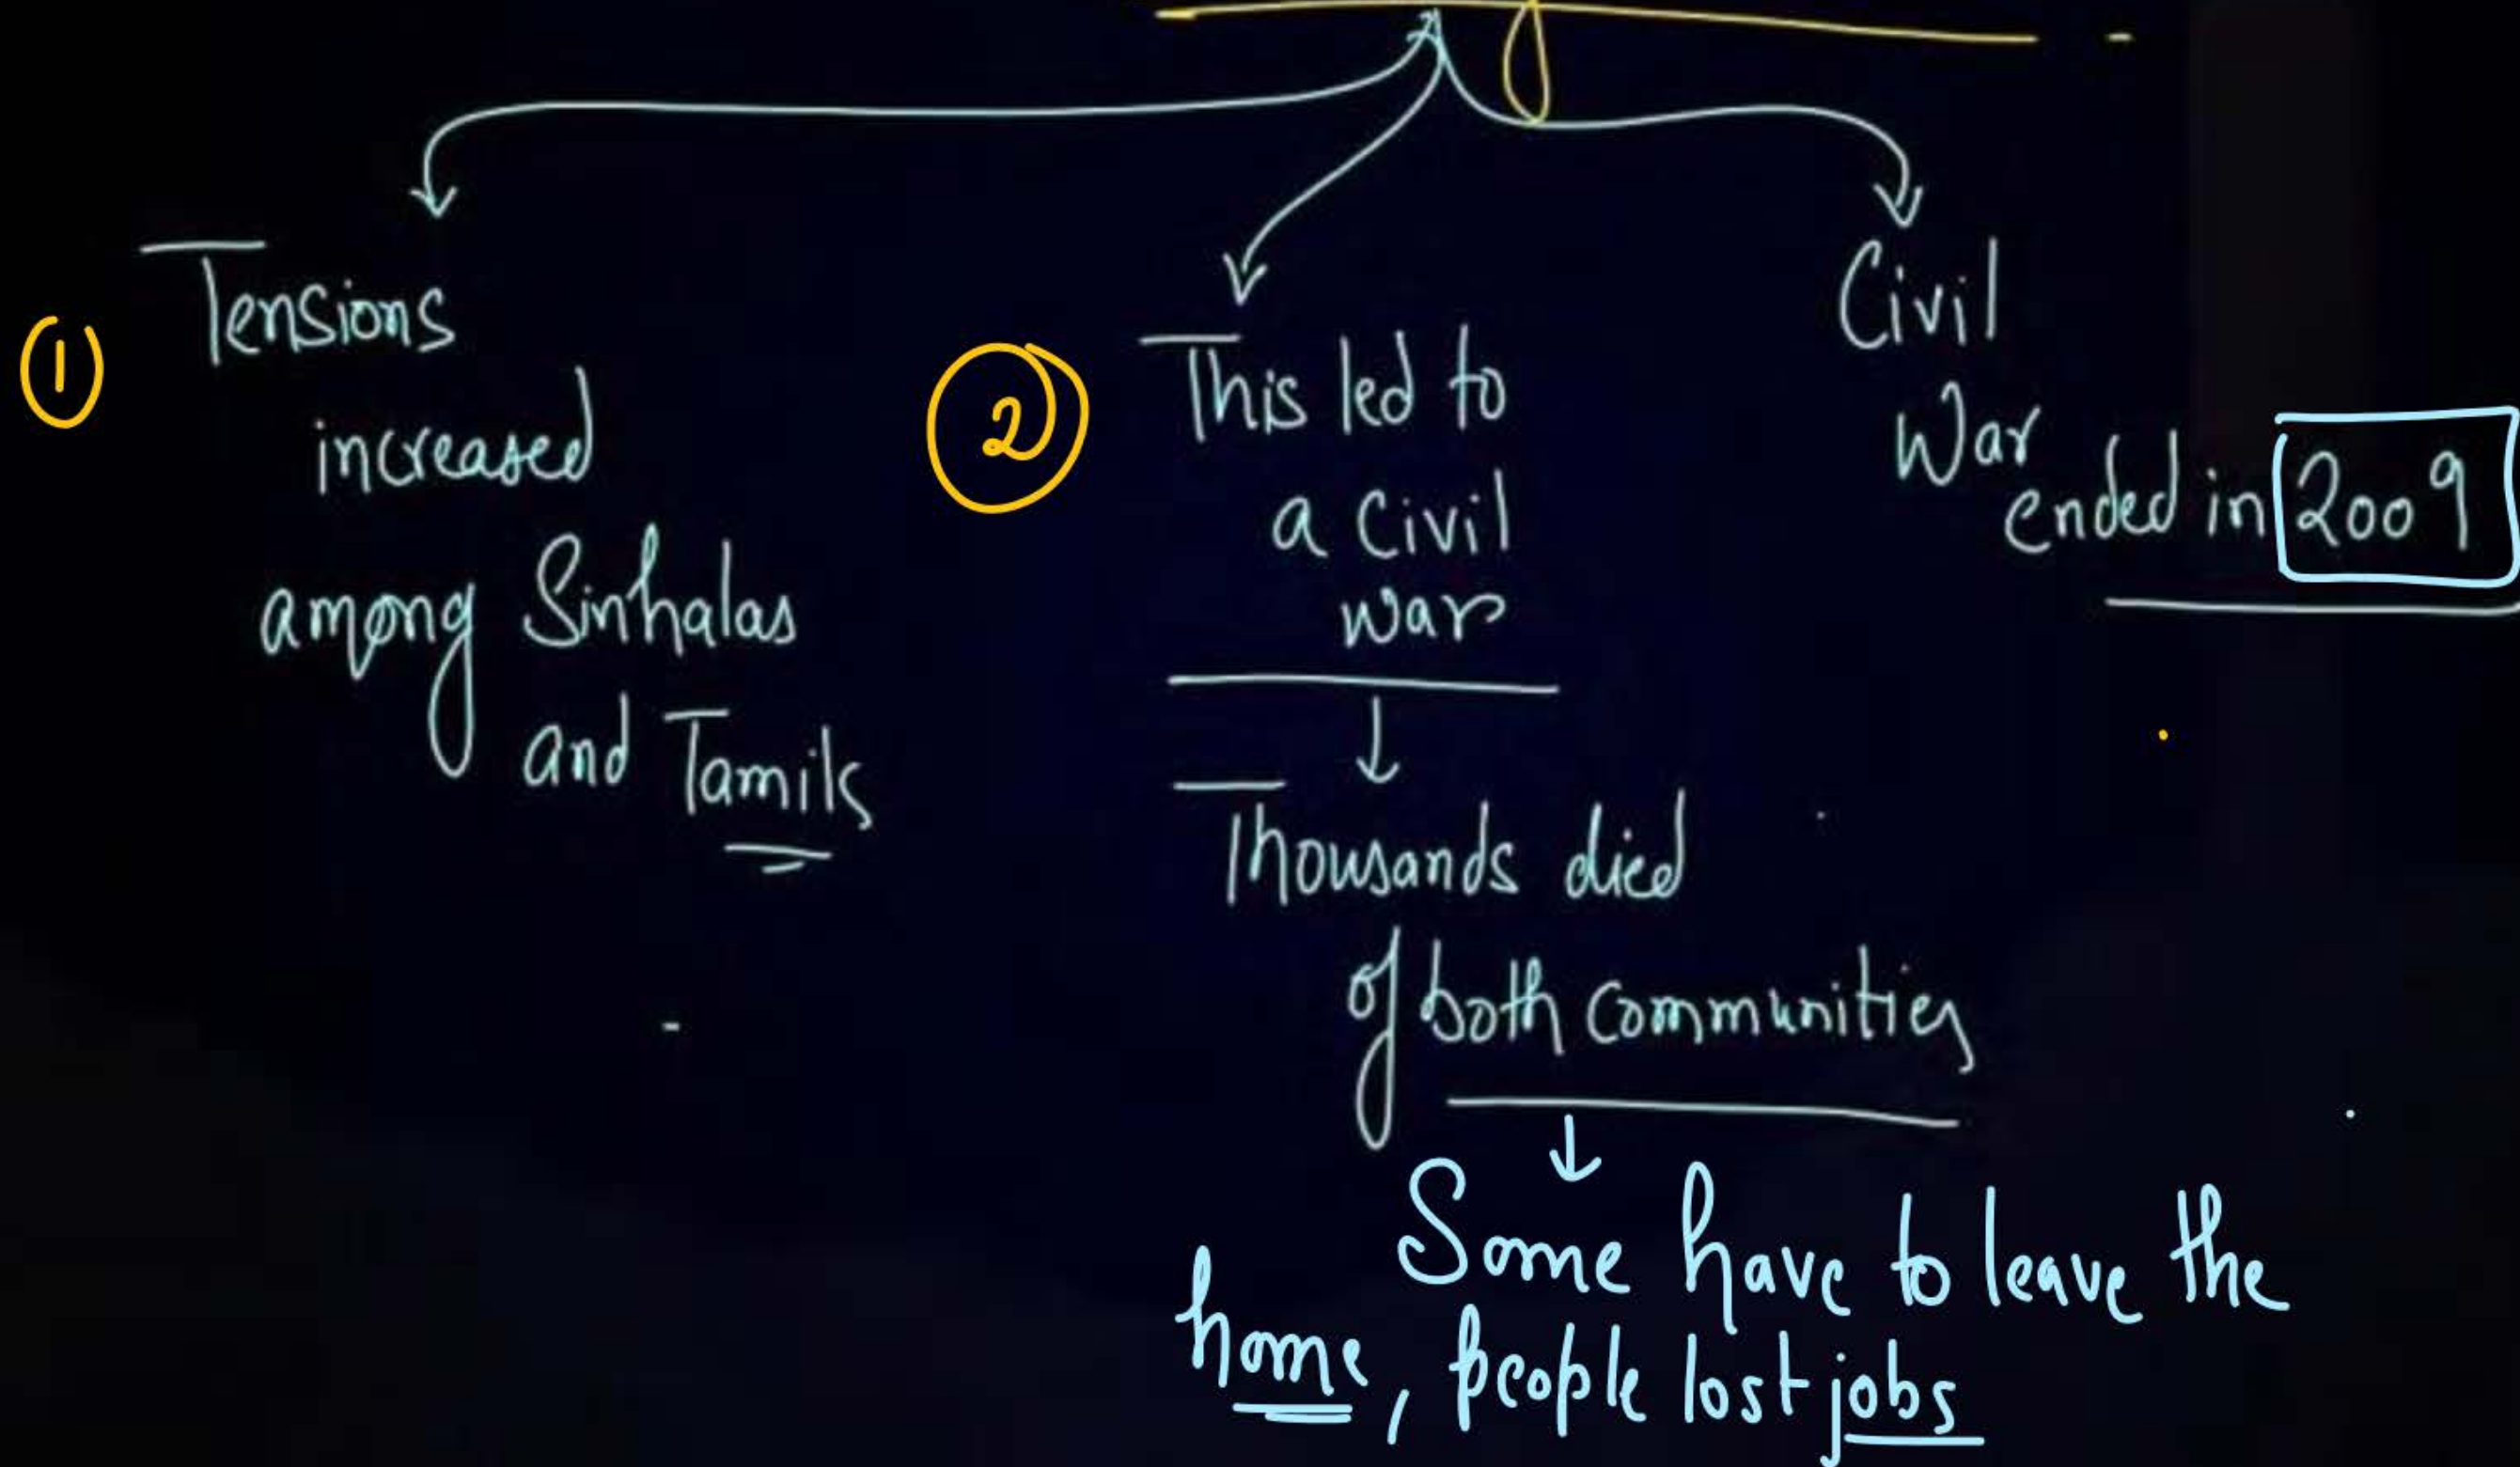 ①
Tensions
increased
among Sinhalas
and Tamils
②
This led to
a Civil
war
Thousands died
of both communities
Some have to leave the
home, people lost jobs
Civil
War
ended in 2009